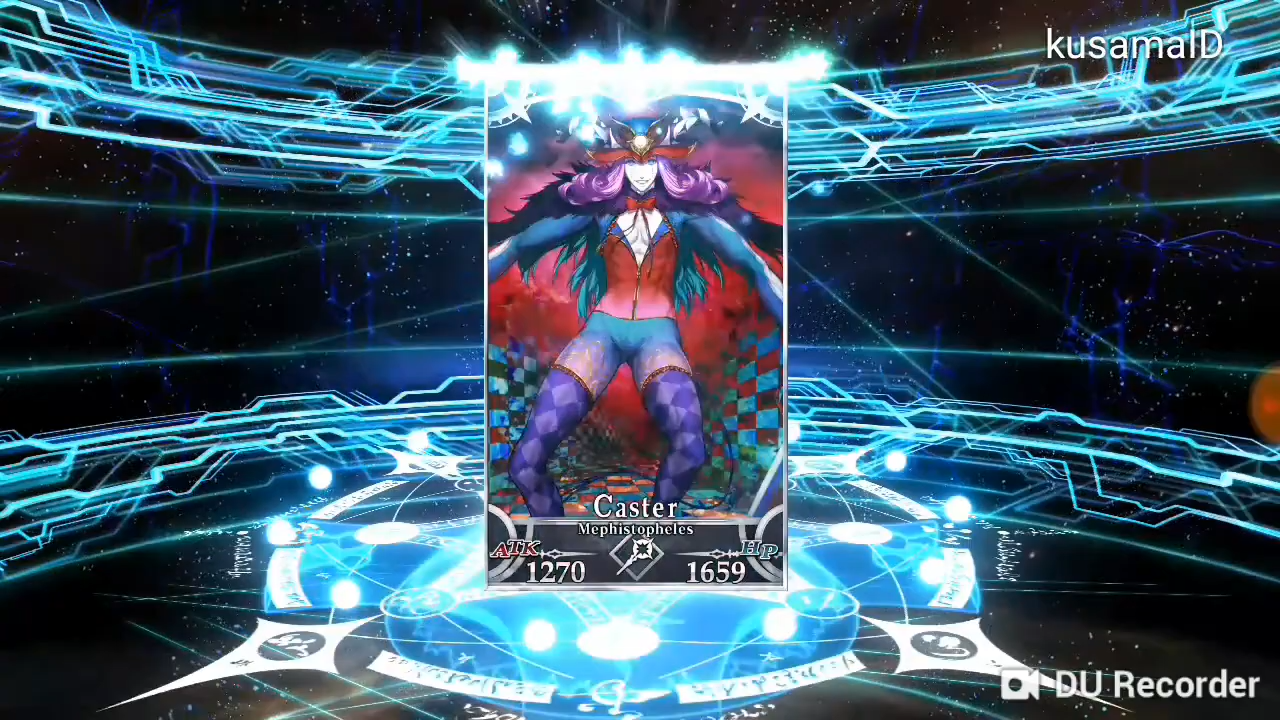 kusamaID
Caster
Mephistopheles
ATK HP
1270 1659
DU Recorder